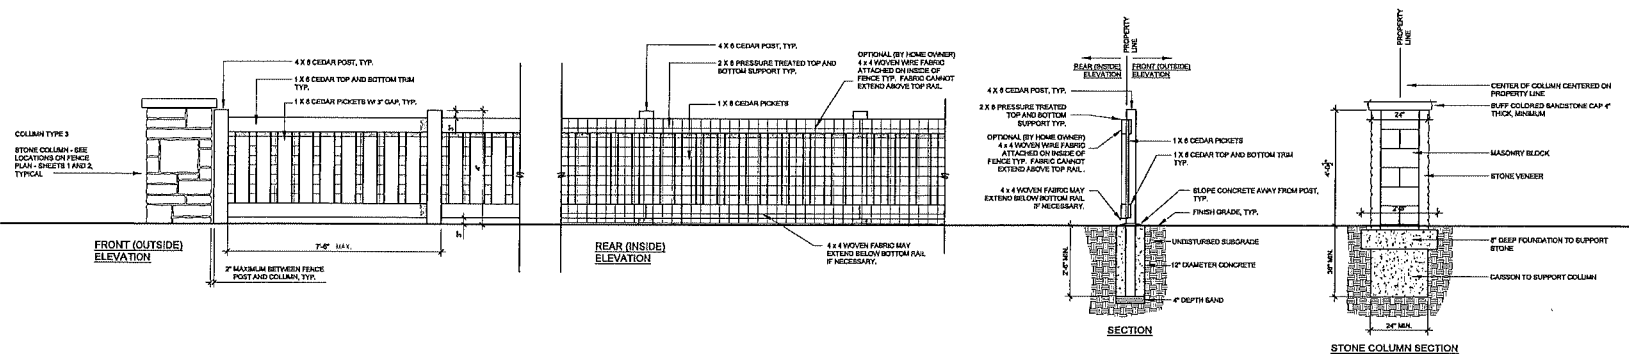 4 X 6 CEDAR POST, TYP.
1 X 6 CEDAR TOP AND BOTTOM TRIM
TYP.
1 X 6 CEDAR PICKETS W/ 3" GAP, TYP.
COLUMN TYPE 3
STONE COLUMN - SEE
LOCATIONS ON FENCE
PLAN - SHEETS 1 AND 2,
TYPICAL
FRONT (OUTSIDE)
ELEVATION
7'-6" MAX.
2" MAXIMUM BETWEEN FENCE
POST AND COLUMN, TYP.
4 X 6 CEDAR POST, TYP.
2 X 6 PRESSURE TREATED TOP AND
BOTTOM SUPPORT TYP.
1 X 6 CEDAR PICKETS
OPTIONAL (BY HOME OWNER)
4 x 4 WOVEN WIRE FABRIC
ATTACHED ON INSIDE OF
FENCE TYP. FABRIC CANNOT
EXTEND ABOVE TOP RAIL.
REAR (INSIDE)
ELEVATION
4 x 4 WOVEN FABRIC MAY
EXTEND BELOW BOTTOM RAIL
IF NECESSARY.
PROPERTY
LINE
REAR (INSIDE)
ELEVATION
FRONT (OUTSIDE)
ELEVATION
4 X 6 CEDAR POST, TYP.
2 X 6 PRESSURE TREATED
TOP AND BOTTOM
SUPPORT TYP.
OPTIONAL (BY HOME OWNER)
4 x 4 WOVEN WIRE FABRIC
ATTACHED ON INSIDE OF
FENCE TYP. FABRIC CANNOT
EXTEND ABOVE TOP RAIL.
4 x 4 WOVEN FABRIC MAY
EXTEND BELOW BOTTOM RAIL
IF NECESSARY.
1 X 6 CEDAR PICKETS
1 X 6 CEDAR TOP AND BOTTOM TRIM
TYP.
SLOPE CONCRETE AWAY FROM POST,
TYP.
FINISH GRADE, TYP.
2'-6" MIN.
UNDISTURBED SUBGRADE
12" DIAMETER CONCRETE
4" DEPTH SAND
SECTION
PROPERTY
LINE
CENTER OF COLUMN CENTERED ON
PROPERTY LINE
BUFF COLORED SANDSTONE CAP 4"
THICK, MINIMUM
24"
MASONRY BLOCK
STONE VENEER
8" DEEP FOUNDATION TO SUPPORT
STONE
36" MIN.
CAISSON TO SUPPORT COLUMN
24" MIN.
STONE COLUMN SECTION